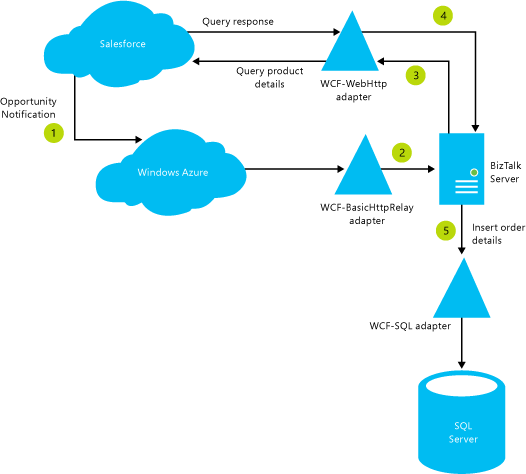 Query response
4
Salesforce
Query product
details
3
WCF-WebHttp
adapter
Opportunity
Notification
1
2
BizTalk
Server
Windows Azure
WCF-BasicHttpRelay
adapter
5
Insert order
details
WCF-SQL adapter
SQL
Server